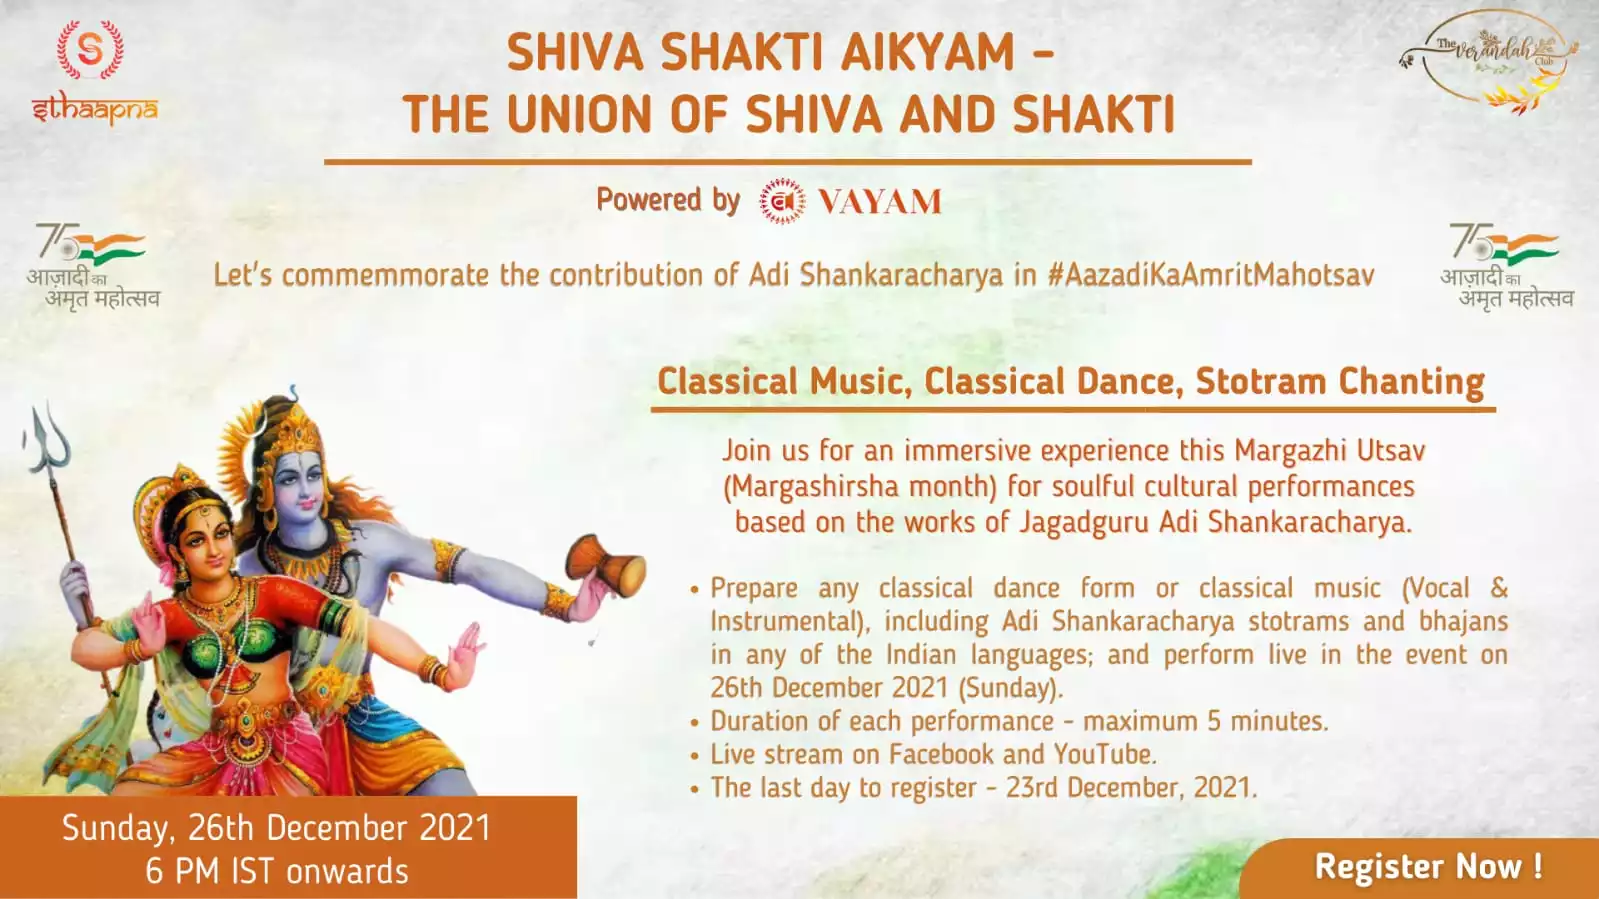 S
sthaapna
SHIVA SHAKTI AIKYAM -
THE UNION OF SHIVA AND SHAKTI
The
Verandah
Club
Powered by व VAYAM
75
आज़ादी का
अमृत महोत्सव
Let's commemmorate the contribution of Adi Shankaracharya in #AazadiKaAmritMahotsav
75
आज़ादी का
अमृत महोत्सव
Classical Music, Classical Dance, Stotram Chanting
Join us for an immersive experience this Margazhi Utsav
(Margashirsha month) for soulful cultural performances
based on the works of Jagadguru Adi Shankaracharya.
• Prepare any classical dance form or classical music (Vocal &
Instrumental), including Adi Shankaracharya stotrams and bhajans
in any of the Indian languages; and perform live in the event on
26th December 2021 (Sunday).
• Duration of each performance - maximum 5 minutes.
• Live stream on Facebook and YouTube.
• The last day to register - 23rd December, 2021.
Sunday, 26th December 2021
6 PM IST onwards
Register Now !